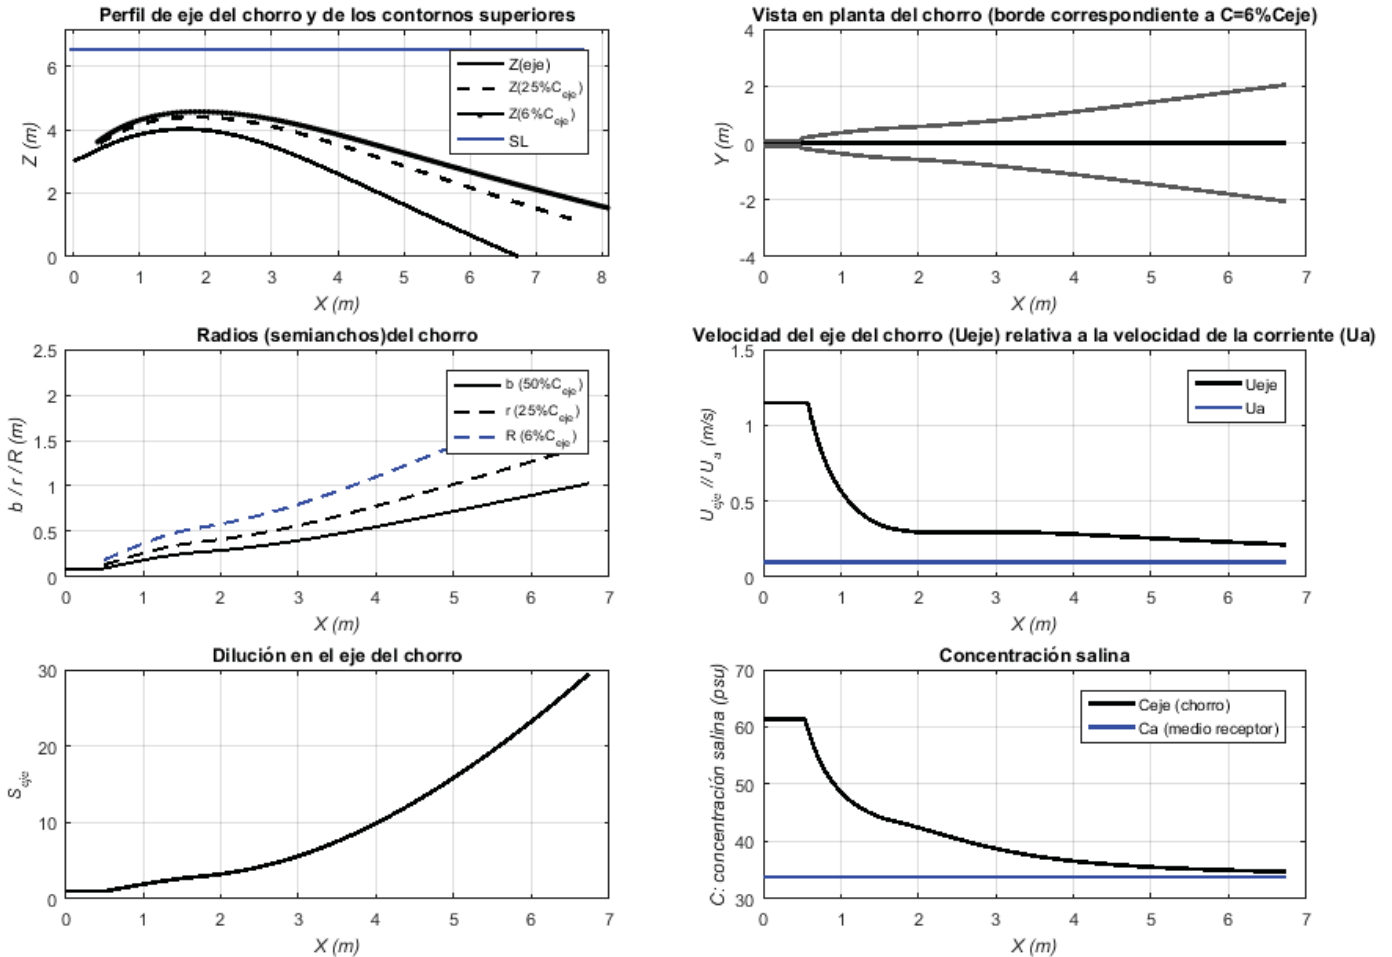 Perfil de eje del chorro y de los contornos superiores
Z (m)
6
4
2
0
Z(eje)
Z(25%Ceje)
Z(6%Ceje)
SL
0 1 2 3 4 5 6 7 8
X (m)
Vista en planta del chorro (borde correspondiente a C=6%Ceje)
Y (m)
4
2
0
-2
-4
0 1 2 3 4 5 6 7
X (m)
Radios (semianchos)del chorro
b / r / R (m)
2.5
2
1.5
1
0.5
0
b (50%Ceje)
r (25%Ceje)
R (6%Ceje)
0 1 2 3 4 5 6 7
X (m)
Velocidad del eje del chorro (Ueje) relativa a la velocidad de la corriente (Ua)
Ueje // Ua (m/s)
1.5
1
0.5
0
Ueje
Ua
0 1 2 3 4 5 6 7
X (m)
Dilución en el eje del chorro
Seje
30
20
10
0
0 1 2 3 4 5 6 7
X (m)
Concentración salina
C: concentración salina (psu)
70
60
50
40
30
Ceje (chorro)
Ca (medio receptor)
0 1 2 3 4 5 6 7
X (m)